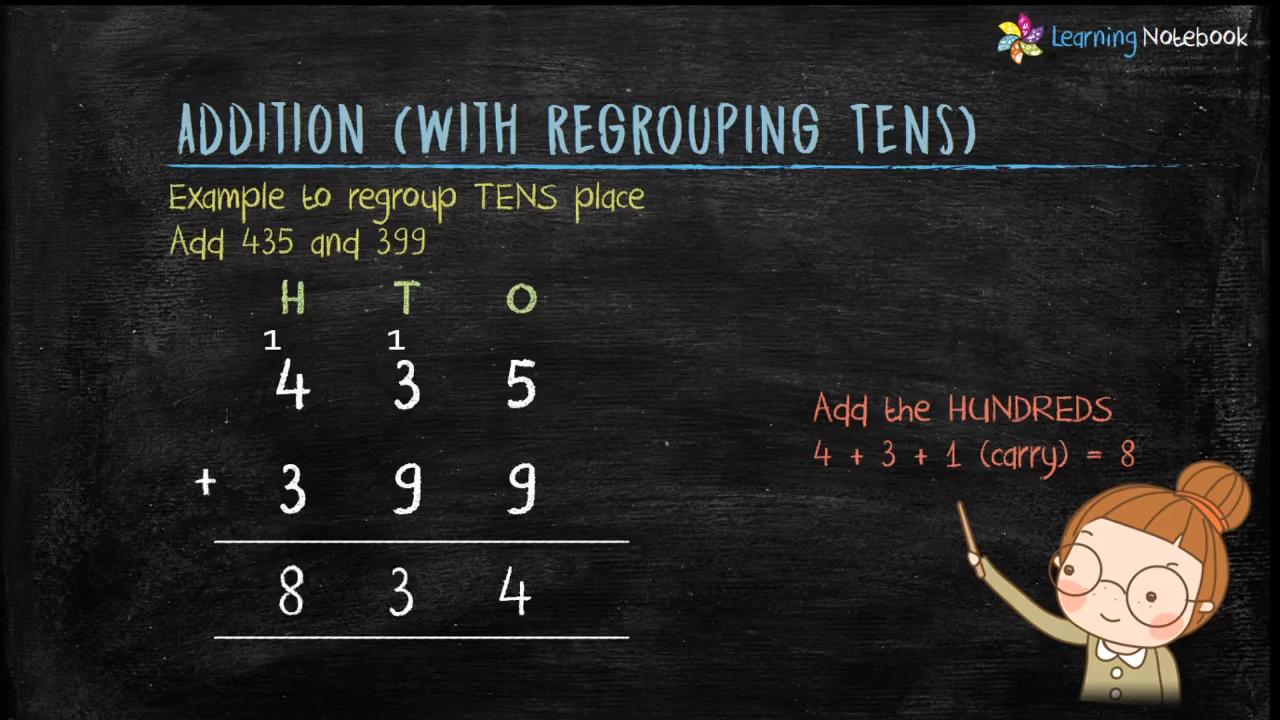 Learning Notebook
ADDITION (WITH REGROUPING TENS)
Example to regroup TENS place
Add 435 and 399
H T O
1 1
4 3 5
+ 3 9 9
8 3 4
Add the HUNDREDS
4 + 3 + 1 (carry) = 8